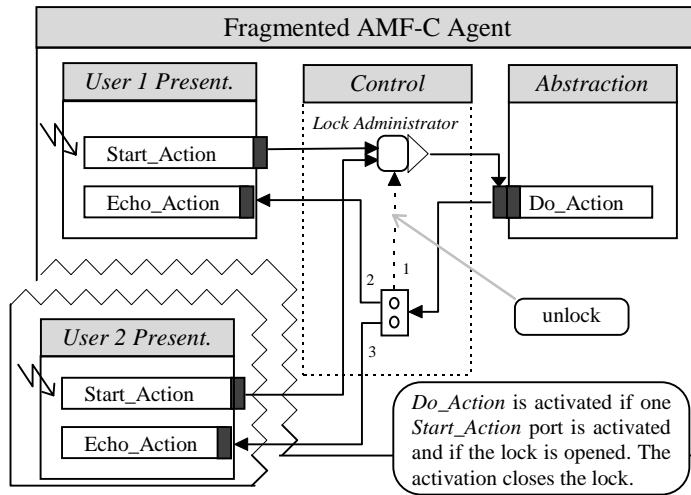 Fragmented AMF-C Agent
User 1 Present.
Control
Abstraction
Lock Administrator
Start_Action
Echo_Action
Do_Action
2
1
3
unlock
User 2 Present.
Start_Action
Echo_Action
Do_Action is activated if one
Start_Action port is activated
and if the lock is opened. The
activation closes the lock.